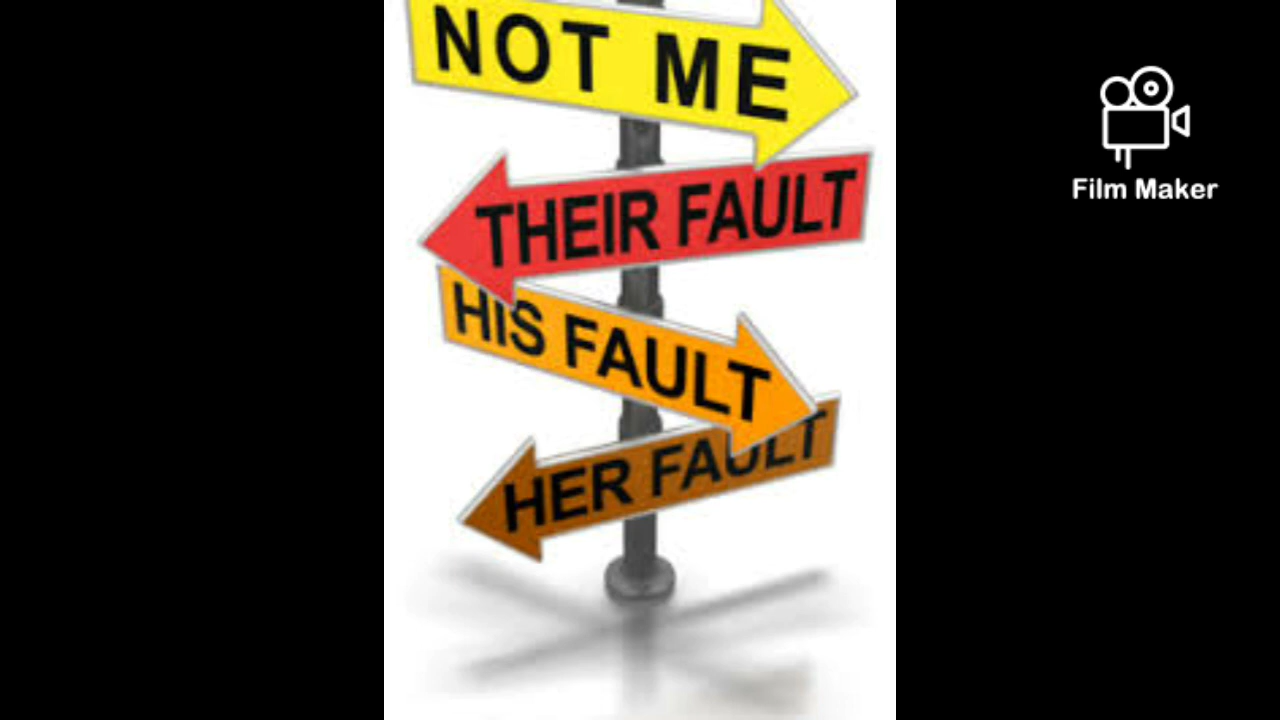 NOT ME
THEIR FAULT
HIS FAULT
HER FAULT
Film Maker